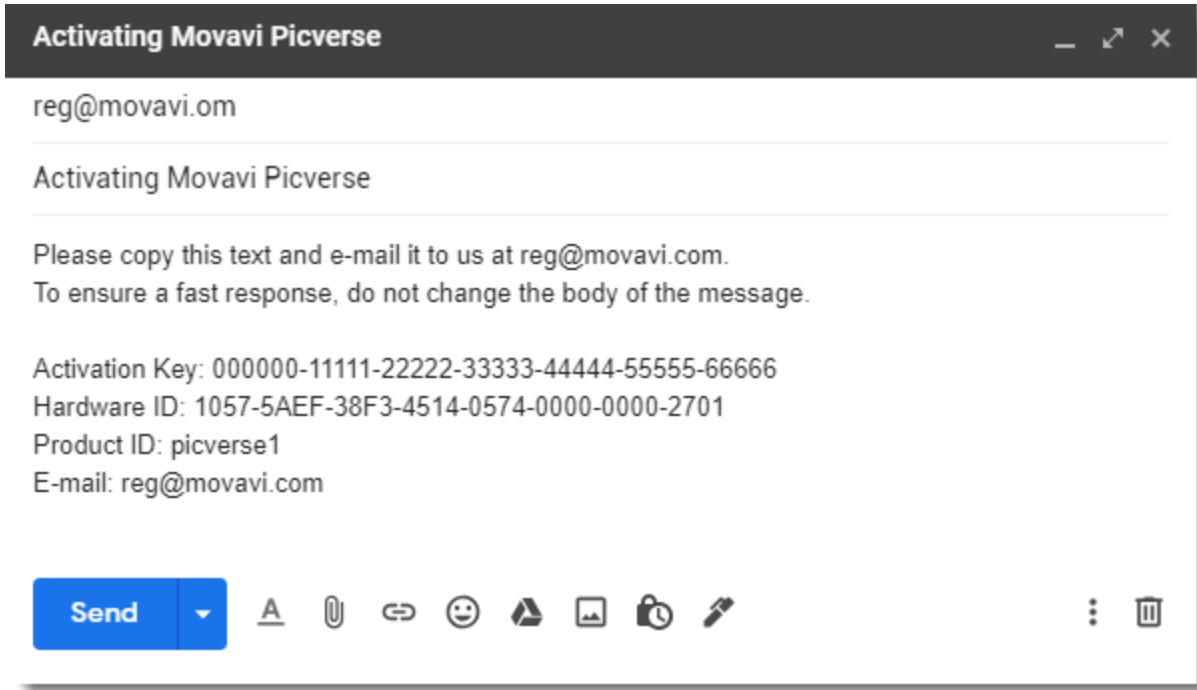 Activating Movavi Picverse
reg@movavi.om
Activating Movavi Picverse
Please copy this text and e-mail it to us at reg@movavi.com.
To ensure a fast response, do not change the body of the message.
Activation Key: 000000-11111-22222-33333-44444-55555-66666
Hardware ID: 1057-5AEF-38F3-4514-0574-0000-0000-2701
Product ID: picverse1
E-mail: reg@movavi.com
Send